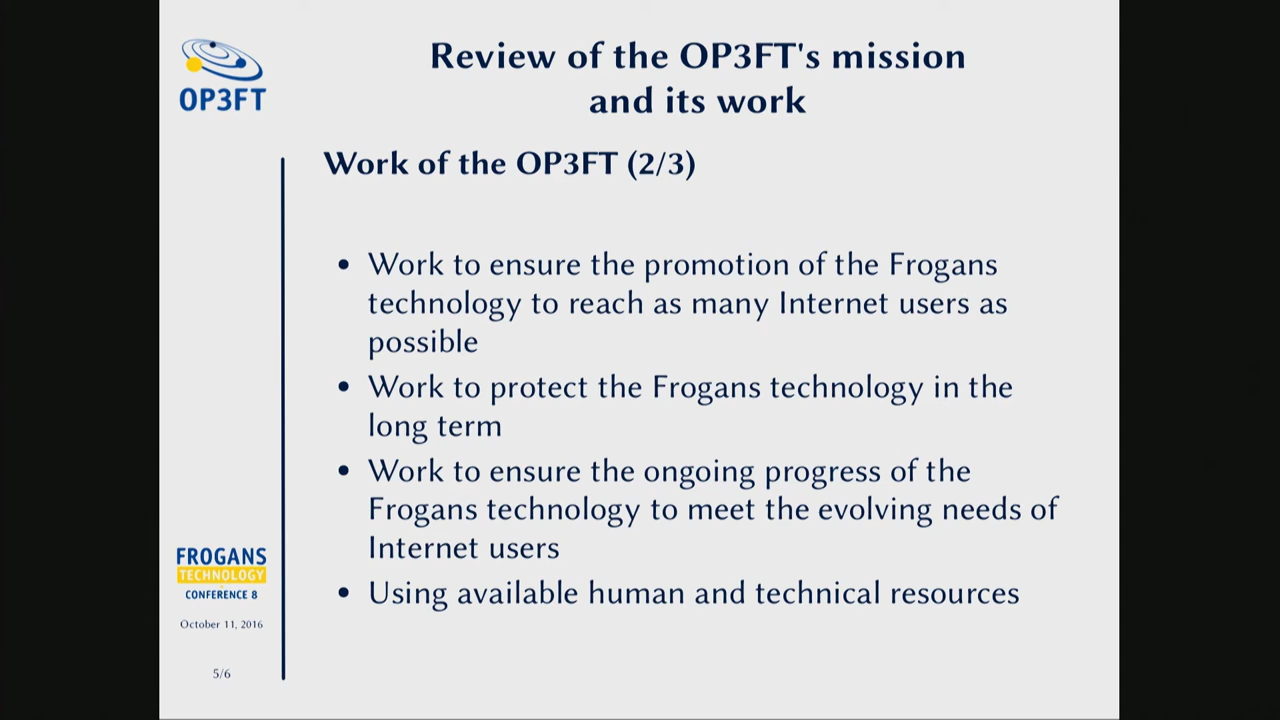 OP3FT
Review of the OP3FT's mission
and its work
Work of the OP3FT (2/3)
• Work to ensure the promotion of the Frogans
technology to reach as many Internet users as
possible
• Work to protect the Frogans technology in the
long term
• Work to ensure the ongoing progress of the
Frogans technology to meet the evolving needs of
Internet users
• Using available human and technical resources
FROGANS
TECHNOLOGY
CONFERENCE 8
October 11, 2016
5/6